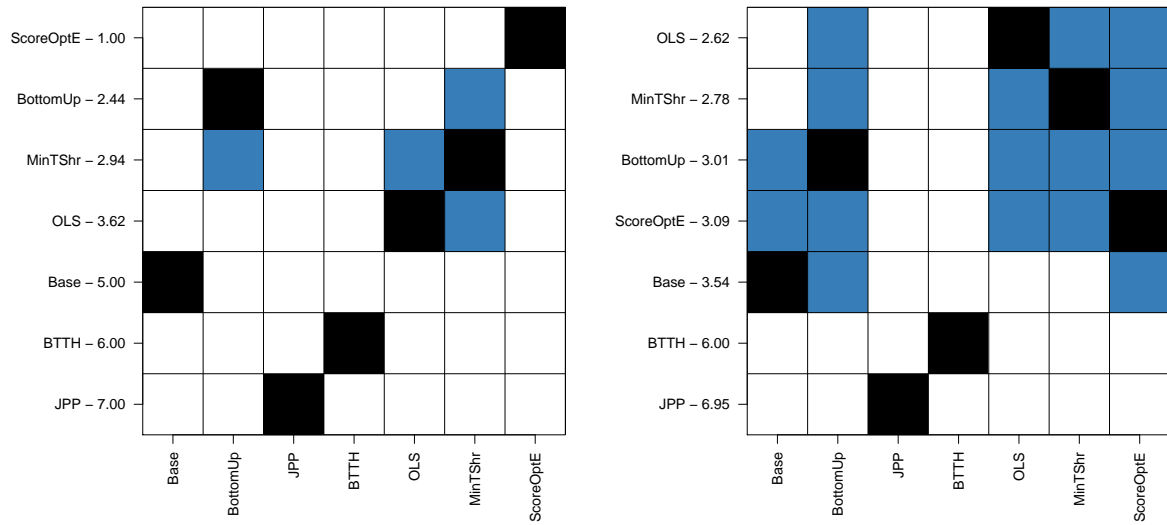 ScoreOptE − 1.00
BottomUp − 2.44
MinTShr − 2.94
OLS − 3.62
Base − 5.00
BTTH − 6.00
JPP − 7.00
Base
BottomUp
JPP
BTTH
OLS
MinTShr
ScoreOptE
OLS − 2.62
MinTShr − 2.78
BottomUp − 3.01
ScoreOptE − 3.09
Base − 3.54
BTTH − 6.00
JPP − 6.95
Base
BottomUp
JPP
BTTH
OLS
MinTShr
ScoreOptE